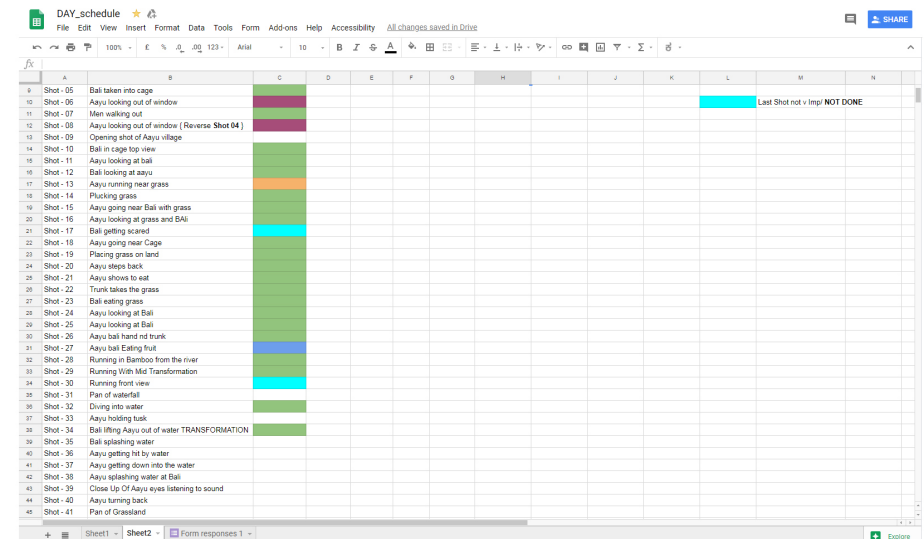 DAY_schedule
File Edit View Insert Format Data Tools Form Add-ons Help Accessibility All changes saved in Drive
SHARE
100% £ % .0 .00 123 Arial 10 B I S A
fx
A B C D E F G H I J K L M N
9 Shot - 05 Bali taken into cage
10 Shot - 06 Aayu looking out of window Last Shot not v Imp/ NOT DONE
11 Shot - 07 Men walking out
12 Shot - 08 Aayu looking out of window ( Reverse Shot 04 )
13 Shot - 09 Opening shot of Aayu village
14 Shot - 10 Bali in cage top view
15 Shot - 11 Aayu looking at bali
16 Shot - 12 Bali looking at aayu
17 Shot - 13 Aayu running near grass
18 Shot - 14 Plucking grass
19 Shot - 15 Aayu going near Bali with grass
20 Shot - 16 Aayu looking at grass and BAli
21 Shot - 17 Bali getting scared
22 Shot - 18 Aayu going near Cage
23 Shot - 19 Placing grass on land
24 Shot - 20 Aayu steps back
25 Shot - 21 Aayu shows to eat
26 Shot - 22 Trunk takes the grass
27 Shot - 23 Bali eating grass
28 Shot - 24 Aayu looking at Bali
29 Shot - 25 Aayu looking at Bali
30 Shot - 26 Aayu bali hand nd trunk
31 Shot - 27 Aayu bali Eating fruit
32 Shot - 28 Running in Bamboo from the river
33 Shot - 29 Running With Mid Transformation
34 Shot - 30 Running front view
35 Shot - 31 Pan of waterfall
36 Shot - 32 Diving into water
37 Shot - 33 Aayu holding tusk
38 Shot - 34 Bali lifting Aayu out of water TRANSFORMATION
39 Shot - 35 Bali splashing water
40 Shot - 36 Aayu getting hit by water
41 Shot - 37 Aayu getting down into the water
42 Shot - 38 Aayu splashing water at Bali
43 Shot - 39 Close Up Of Aayu eyes listening to sound
44 Shot - 40 Aayu turning back
45 Shot - 41 Pan of Grassland
Sheet1 Sheet2 Form responses 1 Explore